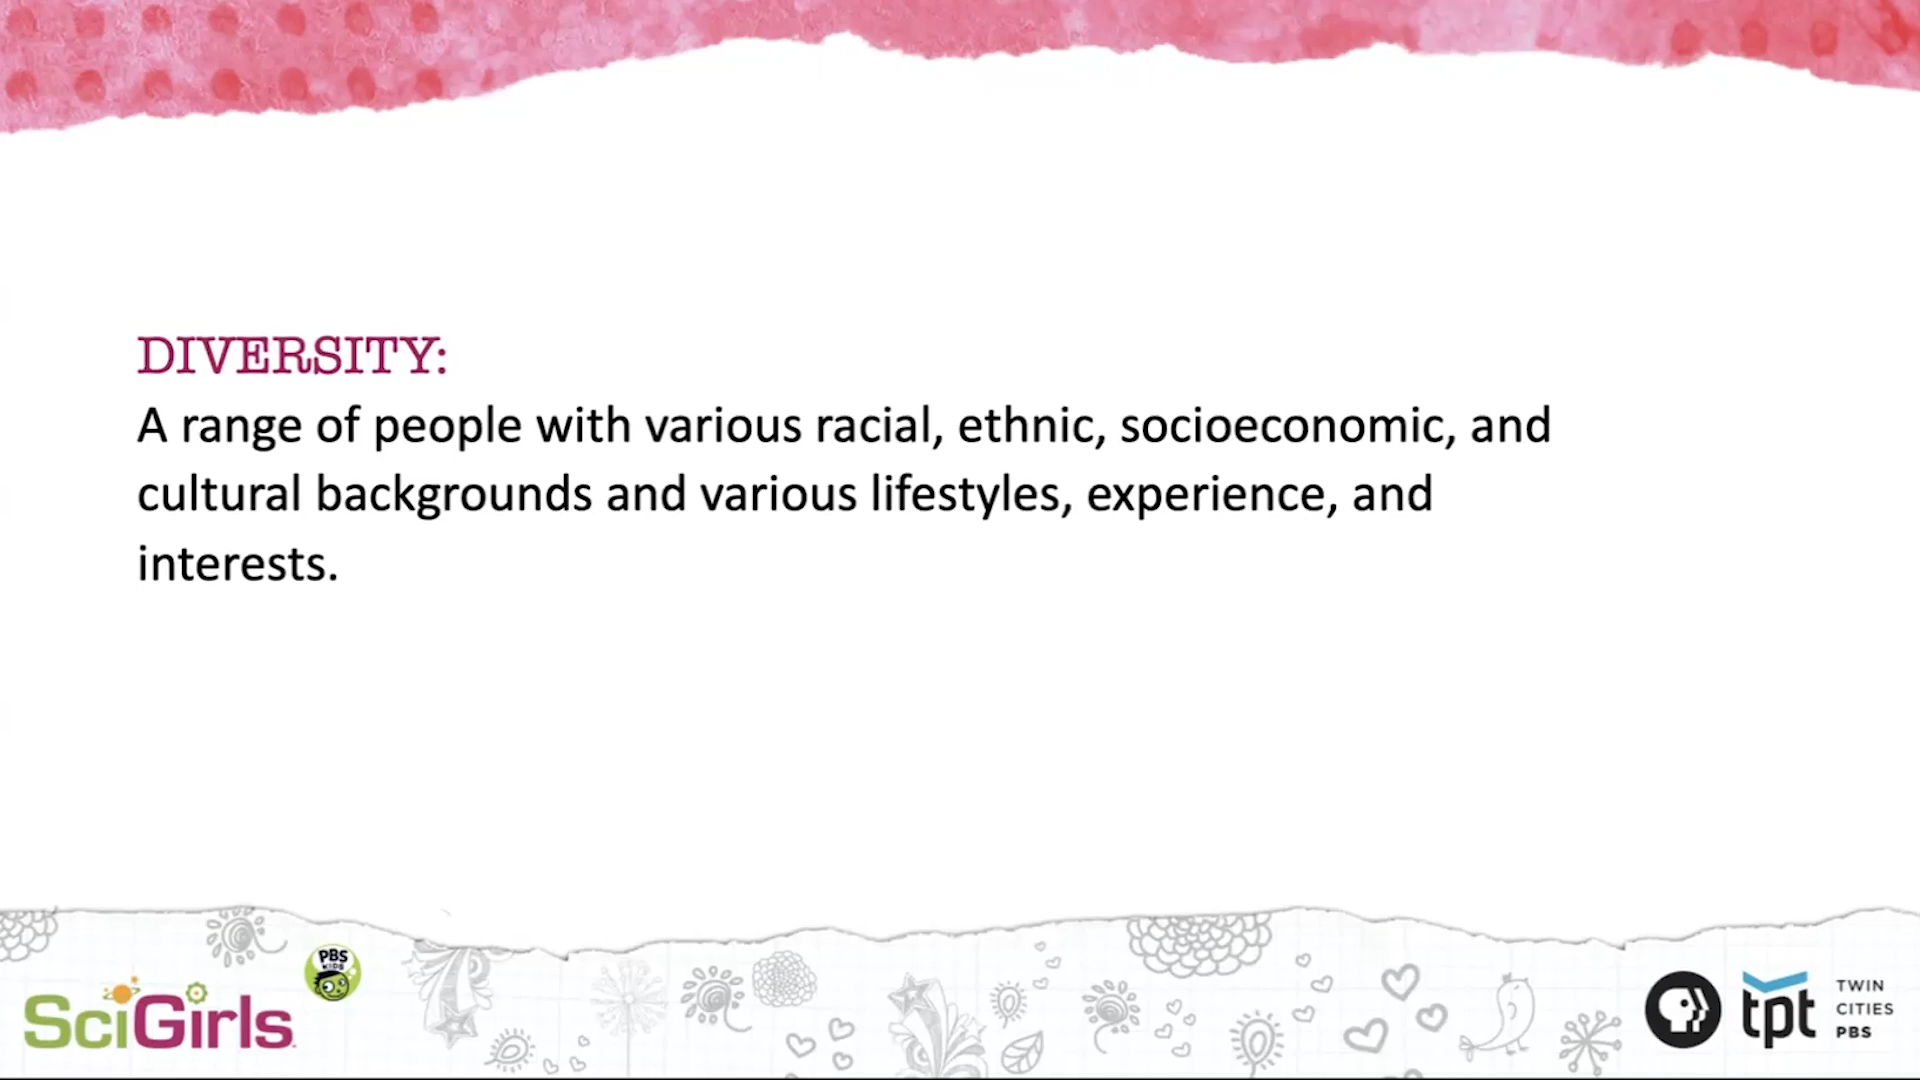 DIVERSITY:
A range of people with various racial, ethnic, socioeconomic, and
cultural backgrounds and various lifestyles, experience, and
interests.
PBS
KIDS
SciGirls
tpt
TWIN
CITIES
PBS